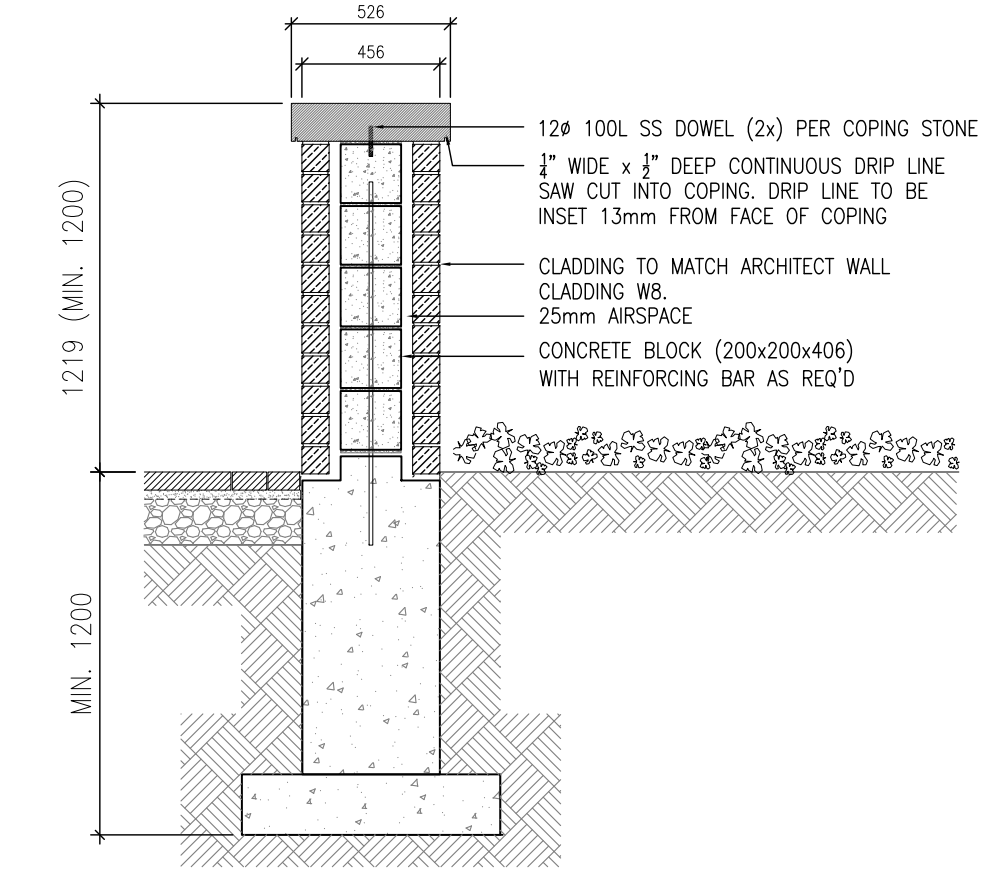 526
456
1219 (MIN. 1200)
MIN. 1200
12ø 100L SS DOWEL (2x) PER COPING STONE
1/4" WIDE x 1/2" DEEP CONTINUOUS DRIP LINE
SAW CUT INTO COPING. DRIP LINE TO BE
INSET 13mm FROM FACE OF COPING
CLADDING TO MATCH ARCHITECT WALL
CLADDING W8.
25mm AIRSPACE
CONCRETE BLOCK (200x200x406)
WITH REINFORCING BAR AS REQ'D